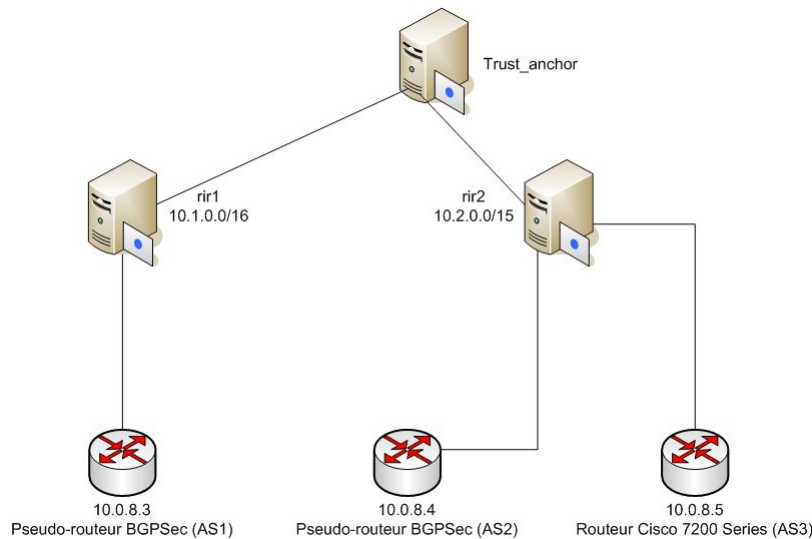 Trust_anchor
rir1
10.1.0.0/16
rir2
10.2.0.0/15
10.0.8.3
Pseudo-routeur BGPSec (AS1)
10.0.8.4
Pseudo-routeur BGPSec (AS2)
10.0.8.5
Routeur Cisco 7200 Series (AS3)